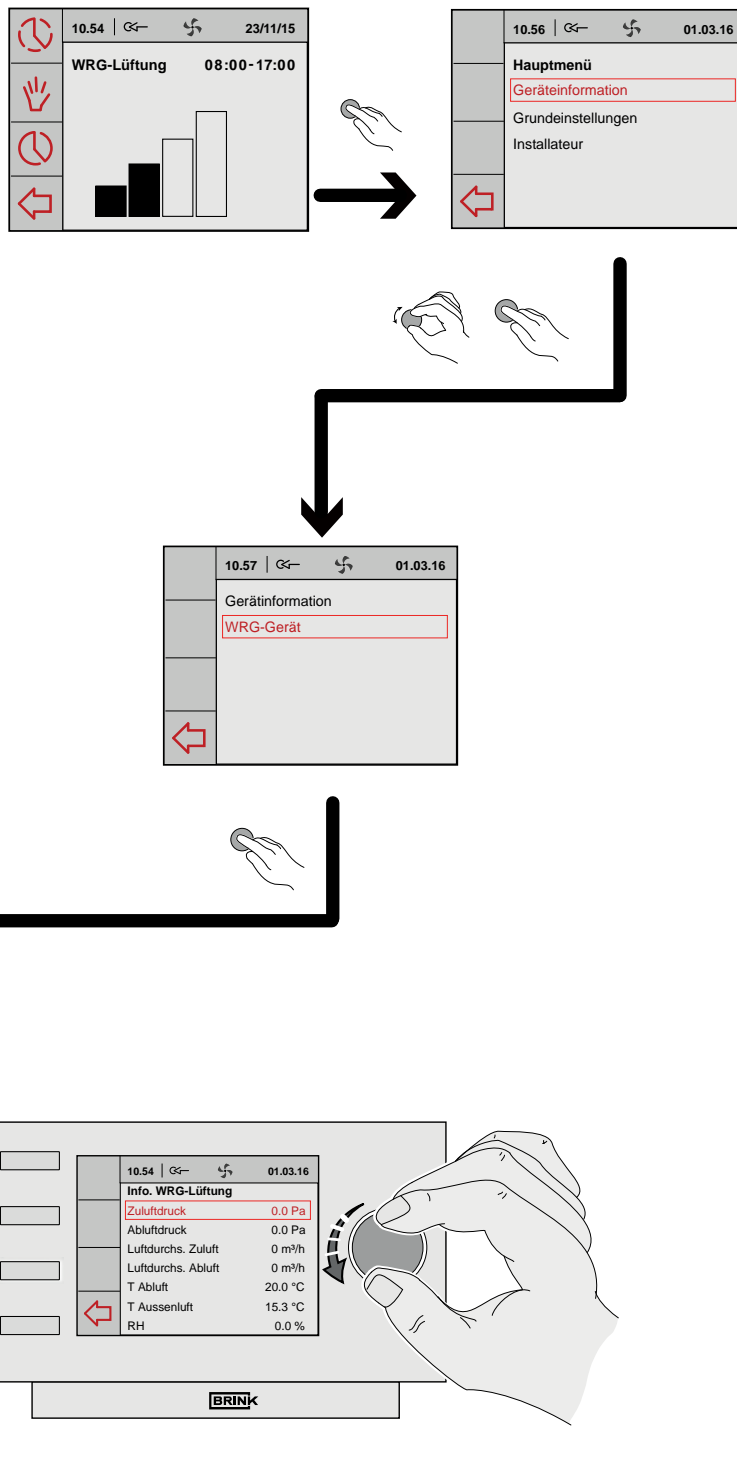 10.54 23/11/15
WRG-Lüftung 08:00-17:00
10.56 01.03.16
Hauptmenü
Geräteinformation
Grundeinstellungen
Installateur
10.57 01.03.16
Gerätinformation
WRG-Gerät
10.54 01.03.16
Info. WRG-Lüftung
Zuluftdruck 0.0 Pa
Abluftdruck 0.0 Pa
Luftdurchs. Zuluft 0 m³/h
Luftdurchs. Abluft 0 m³/h
T Abluft 20.0 °C
T Aussenluft 15.3 °C
RH 0.0 %
BRINK